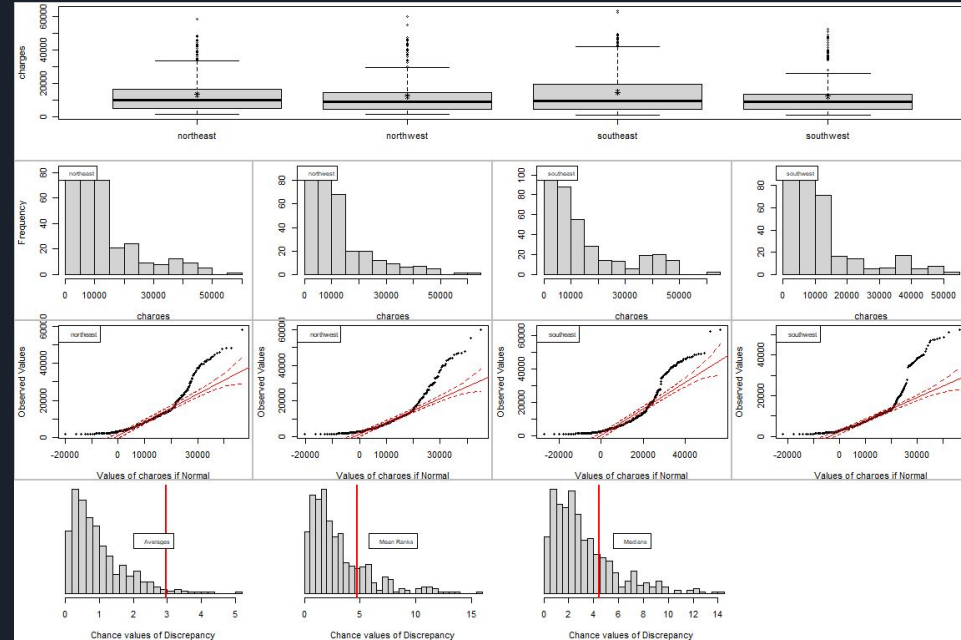 charges
0 20000 40000 60000
northeast northwest southeast southwest
northeast northwest southeast southwest
Frequency
0 20 40 60 80
0 20 40 60 80
0 20 40 60 80 100
0 20 40 60 80
0 10000 30000 50000
0 10000 30000 50000
0 10000 30000 50000
0 10000 30000 50000
charges charges charges charges
northeast northwest southeast southwest
Observed Values Observed Values Observed Values Observed Values
0 20000 40000 60000
0 20000 40000 60000
0 20000 40000 60000
0 20000 40000
-20000 0 10000 30000
-20000 0 10000 30000
-20000 0 20000 40000
-20000 0 10000 30000
Values of charges if Normal Values of charges if Normal Values of charges if Normal Values of charges if Normal
Averages Mean Ranks Medians
0 1 2 3 4 5
0 5 10 15
0 2 4 6 8 10 12 14
Chance values of Discrepancy Chance values of Discrepancy Chance values of Discrepancy